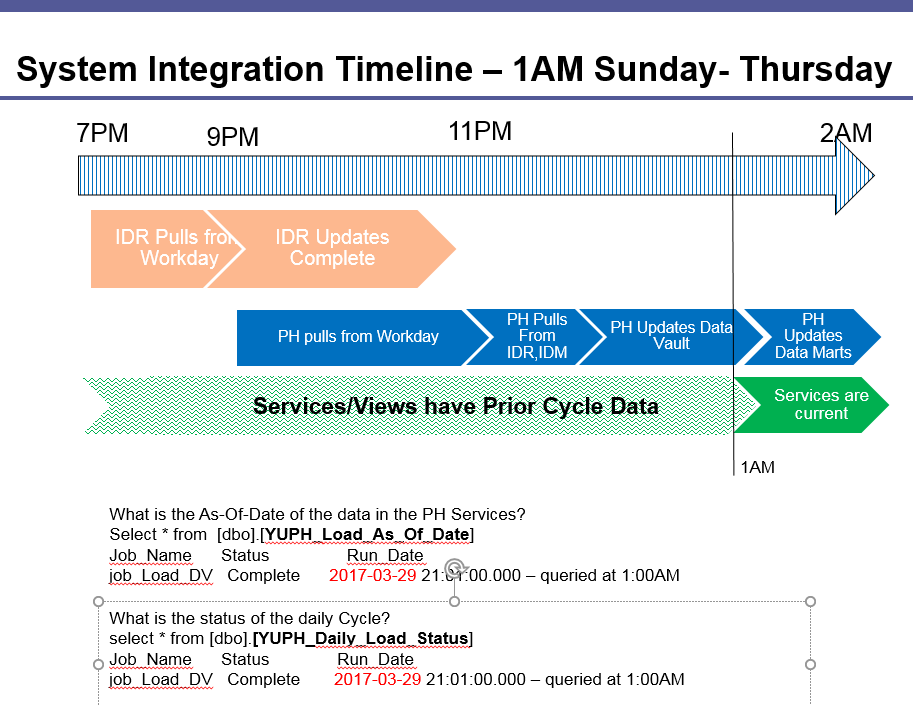 System Integration Timeline – 1AM Sunday- Thursday
7PM
9PM
11PM
2AM
IDR Pulls from
Workday
IDR Updates
Complete
PH pulls from Workday
PH Pulls
From
IDR,IDM
PH Updates Data
Vault
PH
Updates
Data Marts
Services/Views have Prior Cycle Data
Services are
current
1AM
What is the As-Of-Date of the data in the PH Services?
Select * from [dbo].[YUPH_Load_As_Of_Date]
Job_Name Status Run_Date
job_Load_DV Complete 2017-03-29 21:01:00.000 – queried at 1:00AM
What is the status of the daily Cycle?
select * from [dbo].[YUPH_Daily_Load_Status]
Job_Name Status Run_Date
job_Load_DV Complete 2017-03-29 21:01:00.000 – queried at 1:00AM